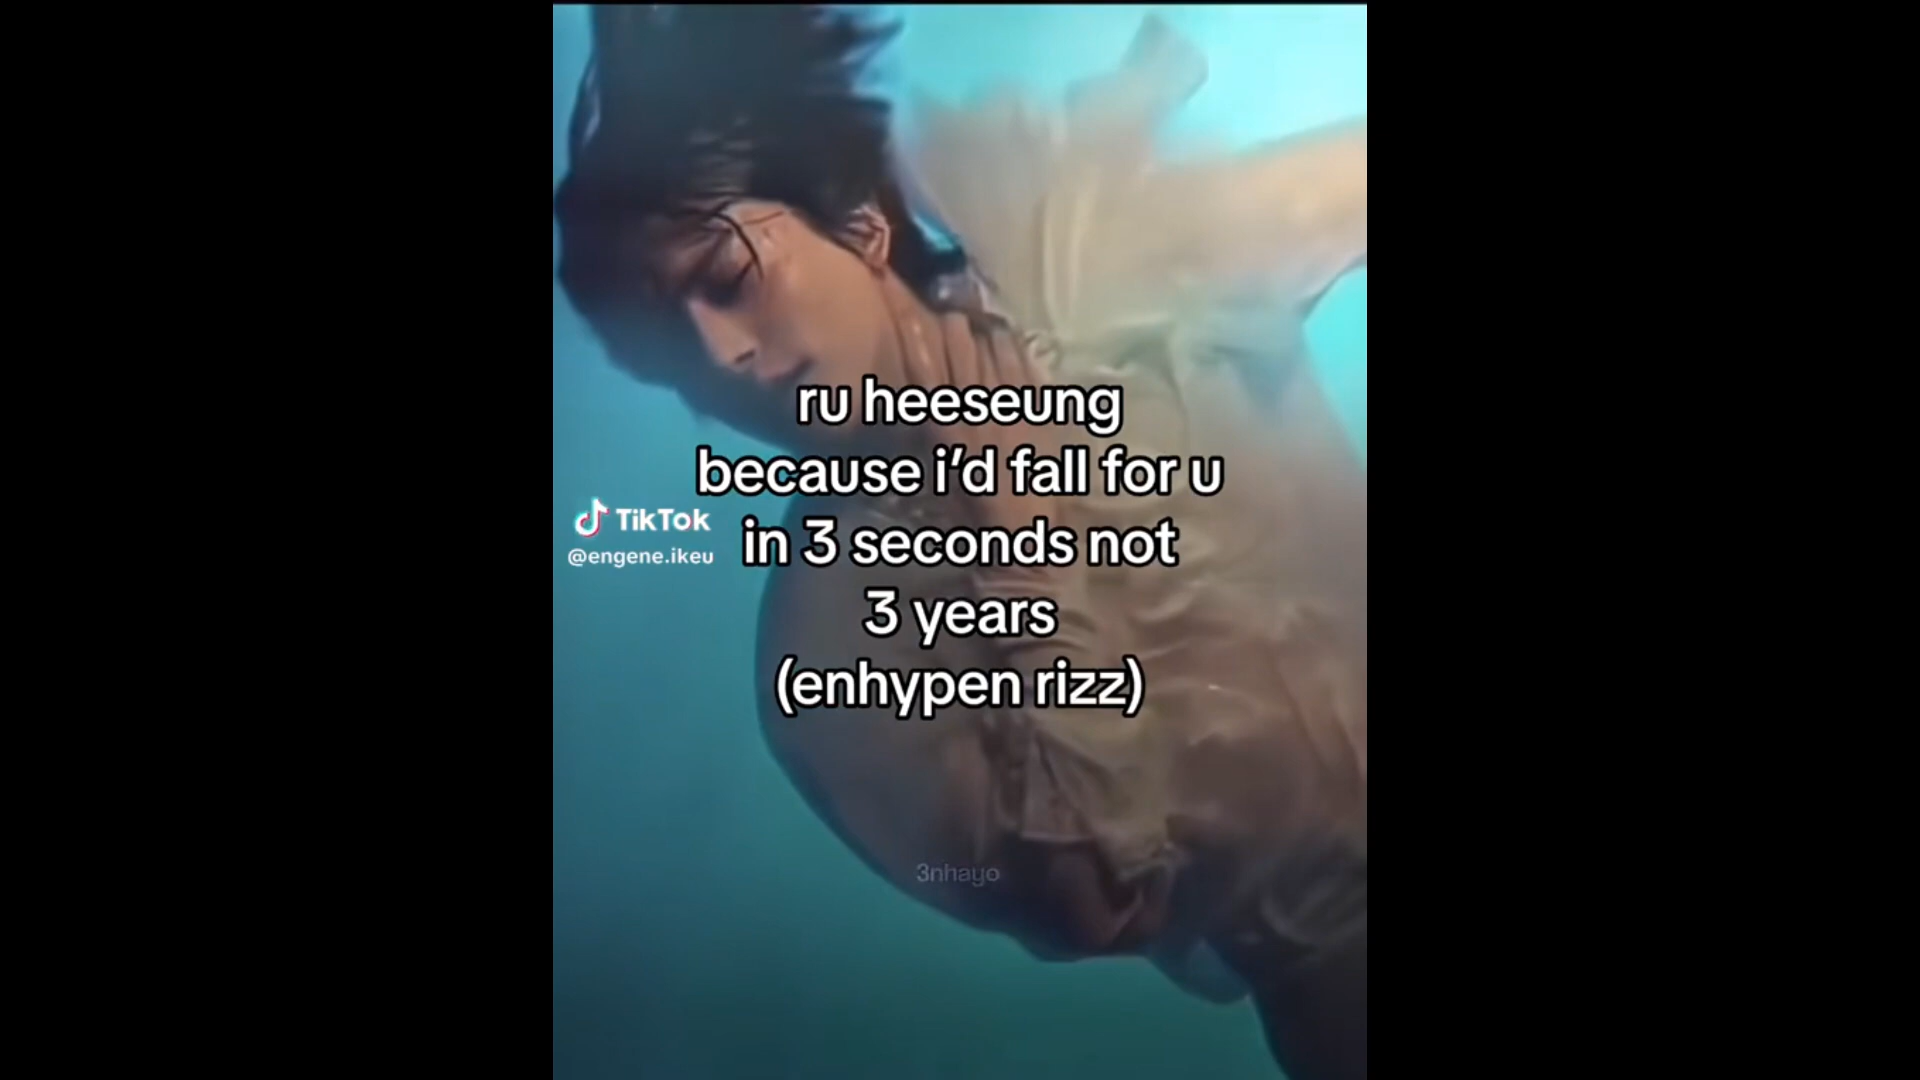 ru heeseung
because i'd fall for u
in 3 seconds not
3 years
(enhypen rizz)
TikTok
@engene.ikeu
3nhayo